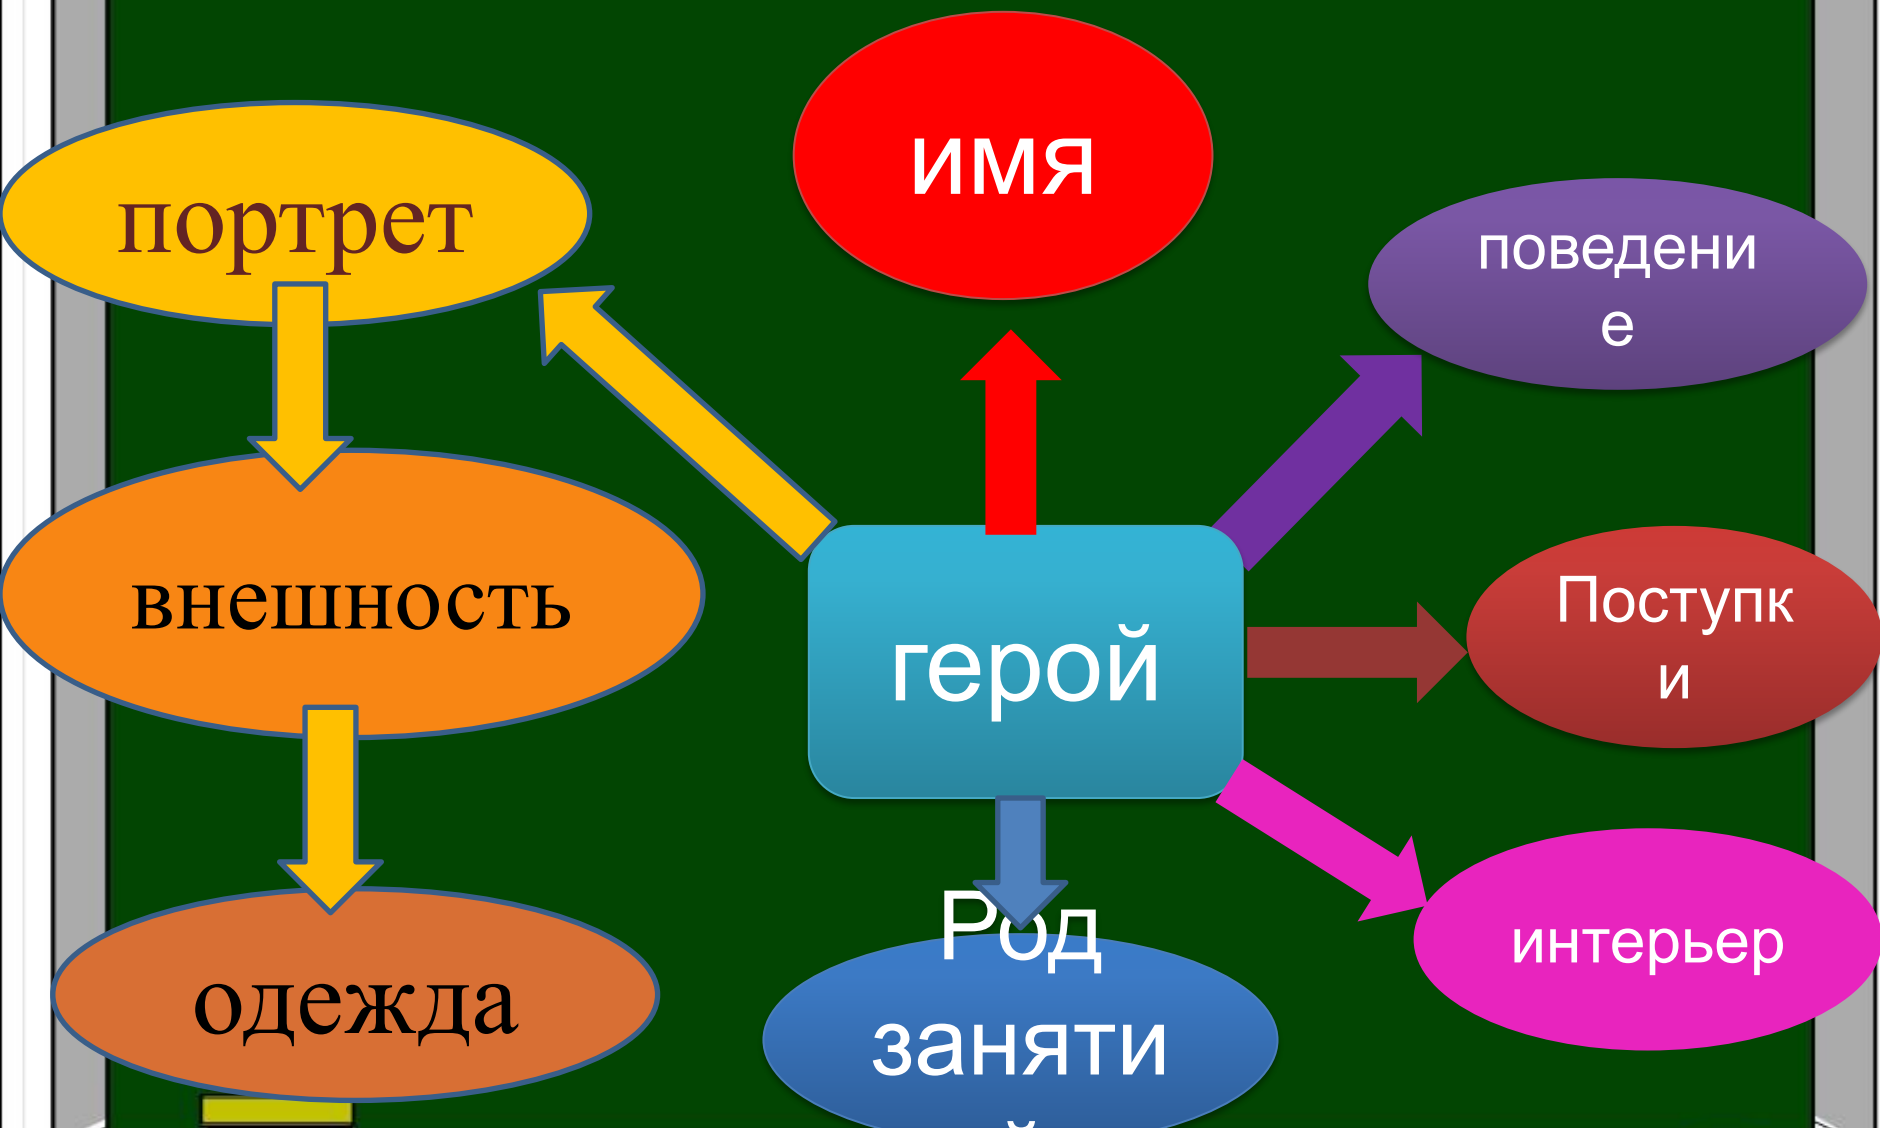 имя
портрет
поведени
е
внешность
Поступк
и
герой
интерьер
одежда
Род
заняти
й